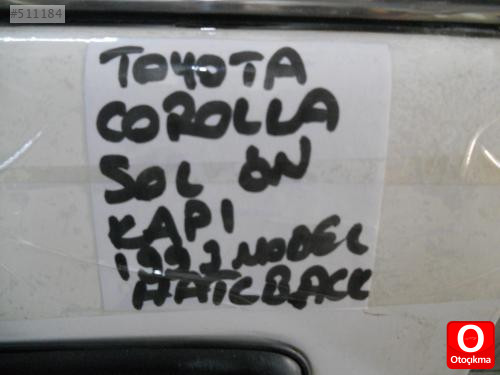 #511184
TOYOTA
COROLLA
SOL ÖN
KAPI
1992 MODEL
HATCBACK
Otoçıkma